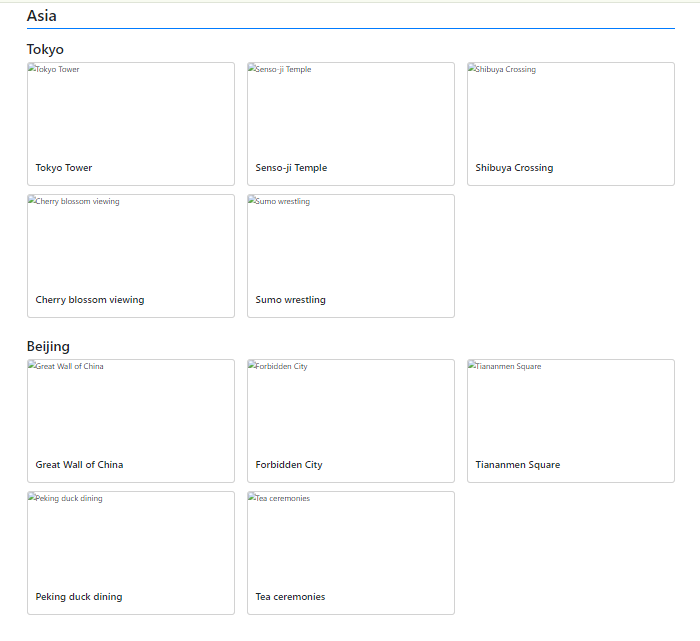 Asia
Tokyo
Tokyo Tower
Senso-ji Temple
Shibuya Crossing
Tokyo Tower
Senso-ji Temple
Shibuya Crossing
Cherry blossom viewing
Sumo wrestling
Cherry blossom viewing
Sumo wrestling
Beijing
Great Wall of China
Forbidden City
Tiananmen Square
Great Wall of China
Forbidden City
Tiananmen Square
Peking duck dining
Tea ceremonies
Peking duck dining
Tea ceremonies